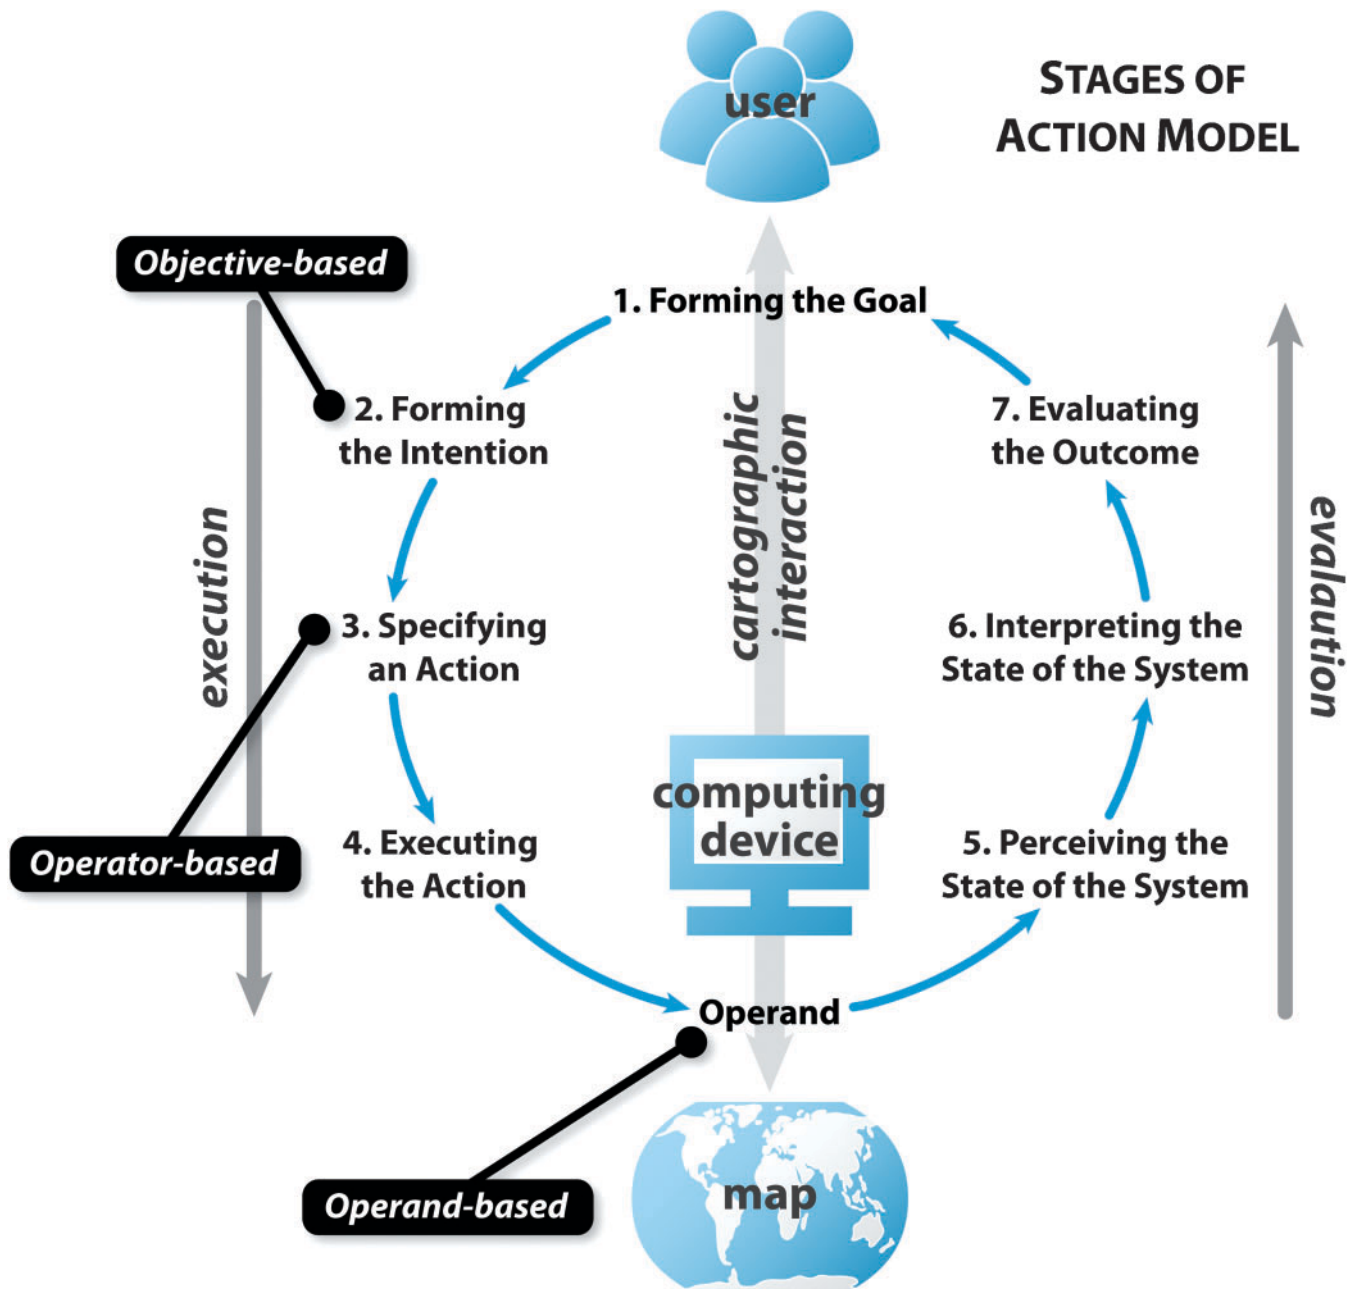 user
STAGES OF
ACTION MODEL
Objective-based
1. Forming the Goal
2. Forming
the Intention
7. Evaluating
the Outcome
cartographic
interaction
execution
evalaution
3. Specifying
an Action
6. Interpreting the
State of the System
computing
device
Operator-based
4. Executing
the Action
5. Perceiving the
State of the System
Operand
Operand-based
map